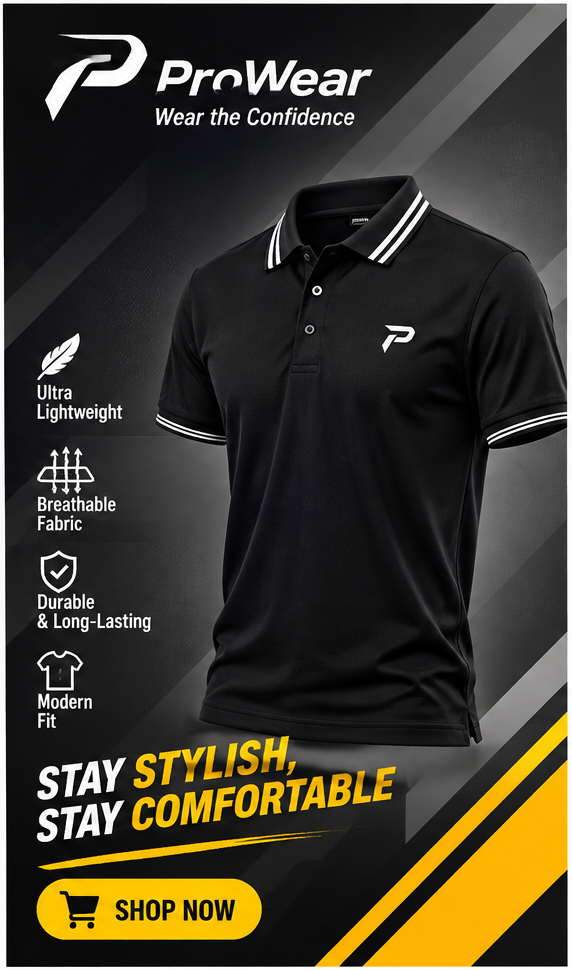 ProWear
Wear the Confidence
Ultra
Lightweight
Breathable
Fabric
Durable
& Long-Lasting
Modern
Fit
STAY STYLISH,
STAY COMFORTABLE
SHOP NOW